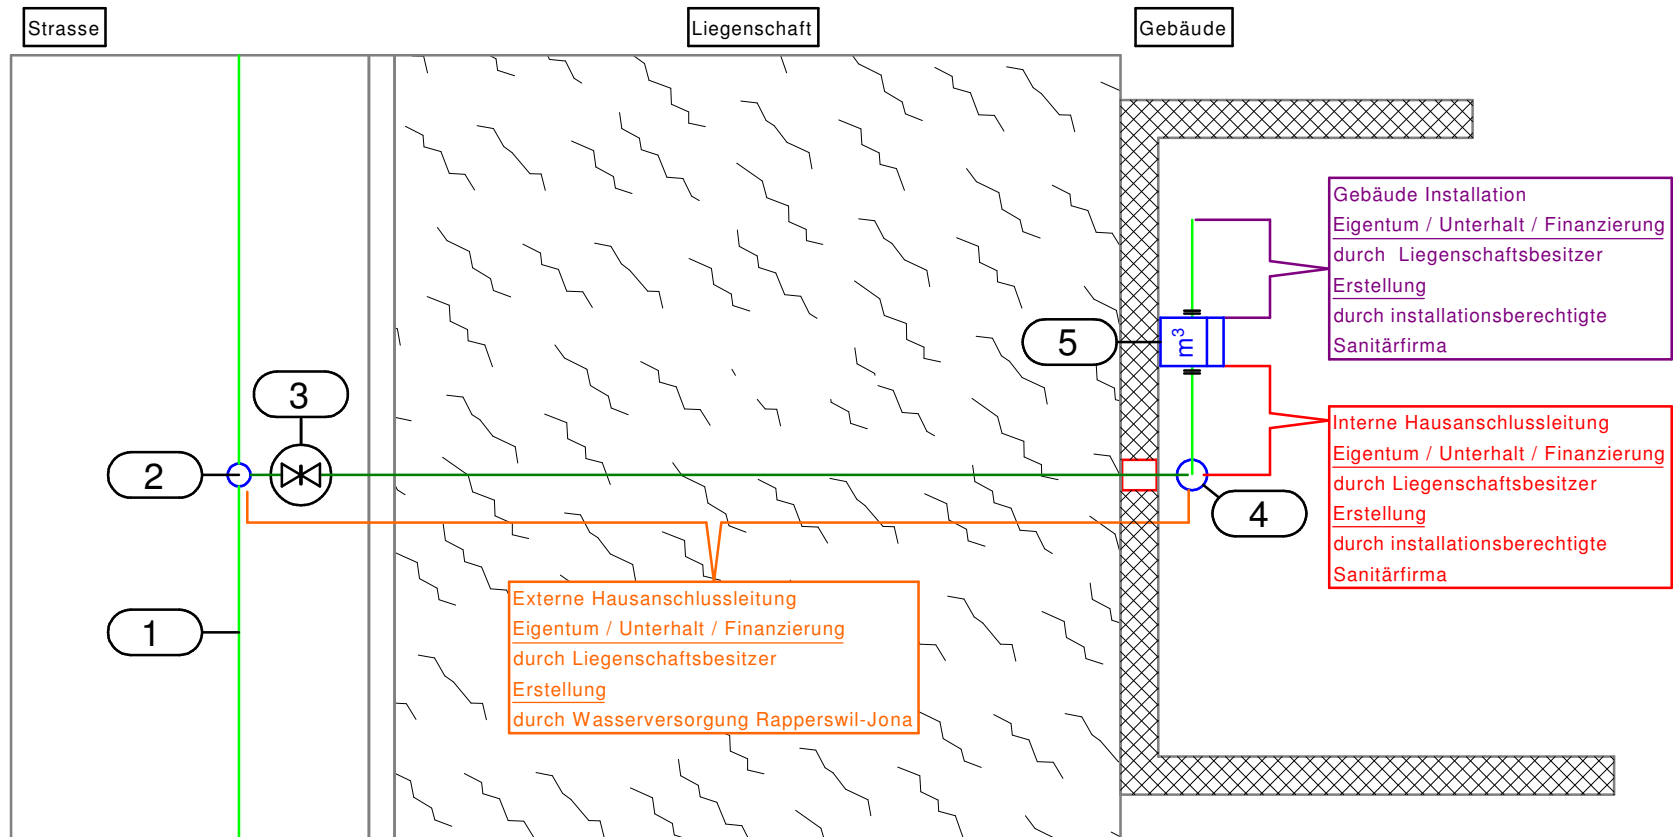 Strasse
Liegenschaft
Gebäude
Gebäude Installation
Eigentum / Unterhalt / Finanzierung
durch Liegenschaftsbesitzer
Erstellung
durch installationsberechtigte
Sanitärfirma
5
m³
3
Interne Hausanschlussleitung
Eigentum / Unterhalt / Finanzierung
durch Liegenschaftsbesitzer
Erstellung
durch installationsberechtigte
Sanitärfirma
2
4
Externe Hausanschlussleitung
Eigentum / Unterhalt / Finanzierung
durch Liegenschaftsbesitzer
Erstellung
durch Wasserversorgung Rapperswil-Jona
1